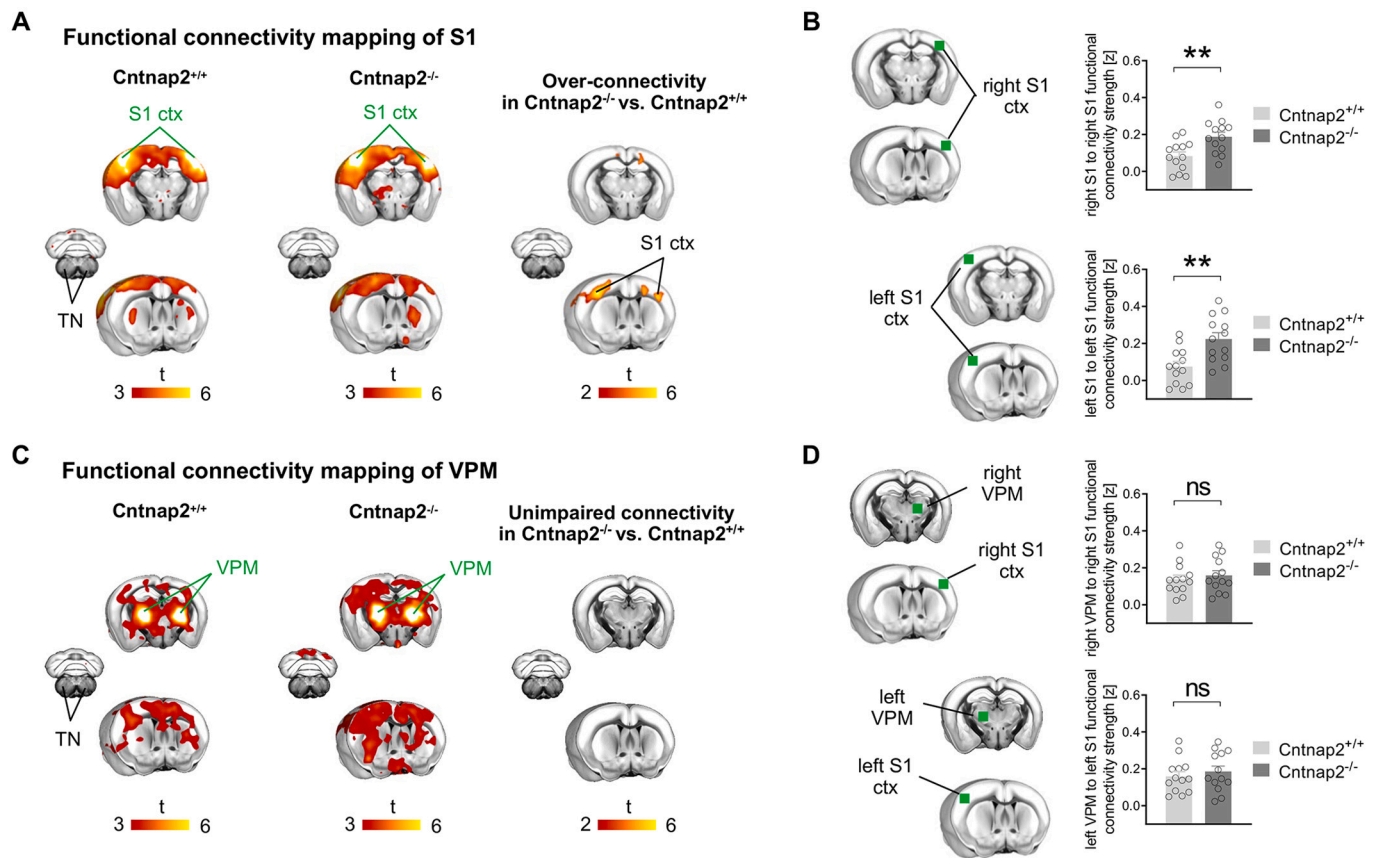 A
Functional connectivity mapping of S1
Cntnap2+/+
Cntnap2-/-
Over-connectivity
in Cntnap2-/- vs. Cntnap2+/+
S1 ctx
S1 ctx
S1 ctx
TN
t
3 6
t
3 6
t
2 6
B
right S1
ctx
right S1 to right S1 functional
connectivity strength [z]
0.6
0.4
0.2
0.0
**
Cntnap2+/+
Cntnap2-/-
left S1
ctx
left S1 to left S1 functional
connectivity strength [z]
0.6
0.4
0.2
0.0
**
Cntnap2+/+
Cntnap2-/-
C
Functional connectivity mapping of VPM
Cntnap2+/+
Cntnap2-/-
Unimpaired connectivity
in Cntnap2-/- vs. Cntnap2+/+
VPM
VPM
TN
t
3 6
t
3 6
t
2 6
D
right
VPM
right S1
ctx
right VPM to right S1 functional
connectivity strength [z]
0.6
0.4
0.2
0.0
ns
Cntnap2+/+
Cntnap2-/-
left
VPM
left S1
ctx
left VPM to left S1 functional
connectivity strength [z]
0.6
0.4
0.2
0.0
ns
Cntnap2+/+
Cntnap2-/-